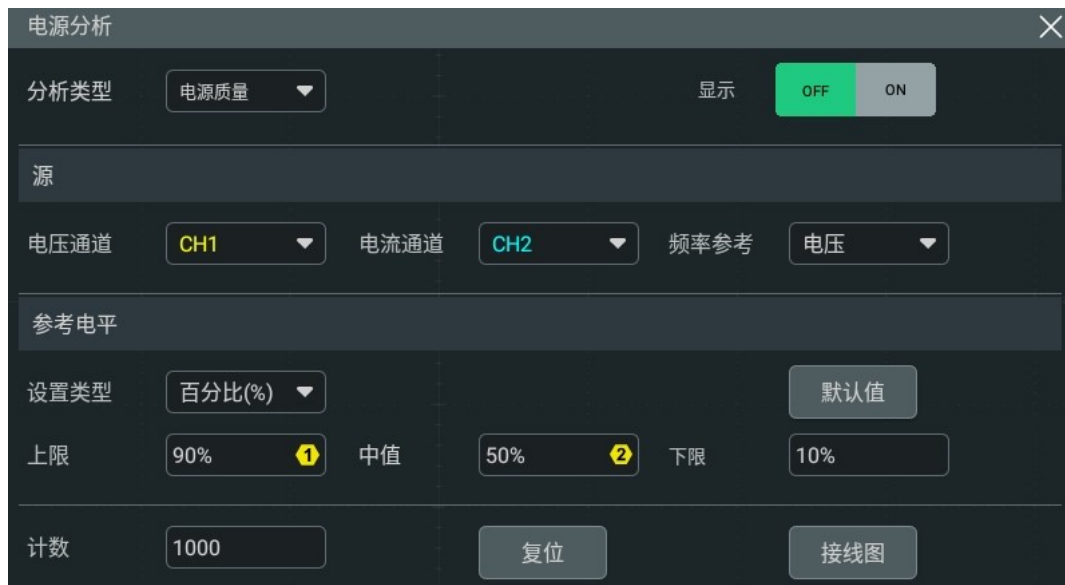 电源分析
分析类型 电源质量 显示 OFF ON
源
电压通道 CH1 电流通道 CH2 频率参考 电压
参考电平
设置类型 百分比(%) 默认值
上限 90% 1 中值 50% 2 下限 10%
计数 1000 复位 接线图